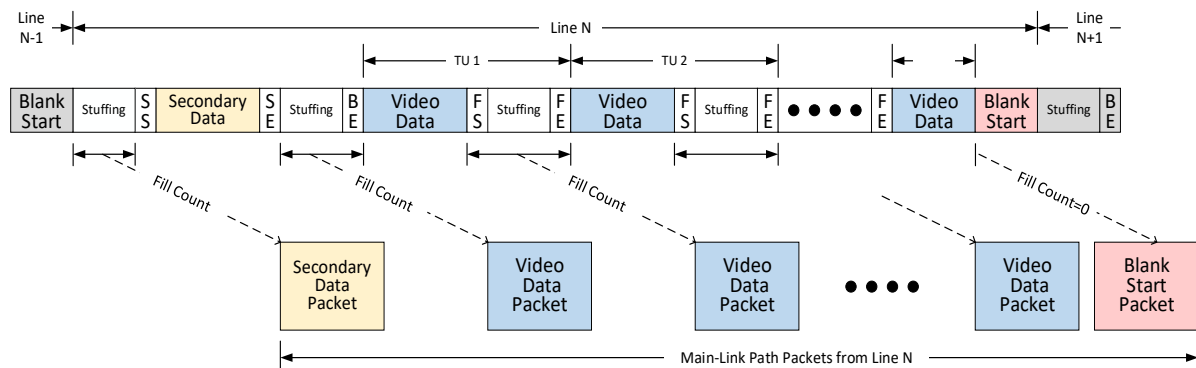 Line
N-1
Line N
Line
N+1
TU 1
TU 2
Blank
Start
Stuffing
S
S
Secondary
Data
S
E
Stuffing
B
E
Video
Data
F
S
Stuffing
F
E
Video
Data
F
S
Stuffing
F
E
F
E
Video
Data
Blank
Start
Stuffing
B
E
Fill Count
Fill Count
Fill Count
Fill Count=0
Secondary
Data
Packet
Video
Data
Packet
Video
Data
Packet
Video
Data
Packet
Blank
Start
Packet
Main-Link Path Packets from Line N